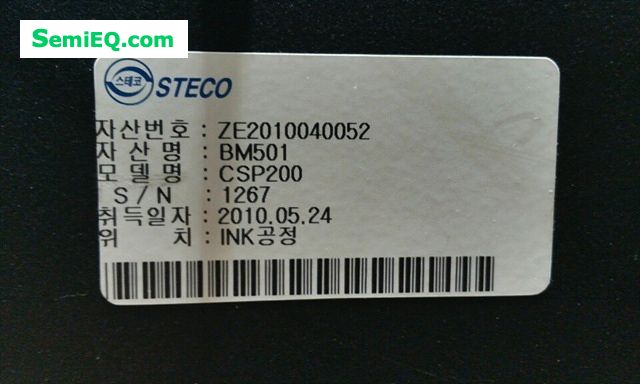 SemiEQ.com
스테코 STECO
자산번호 : ZE2010040052
자 산 명 : BM501
모 델 명 : CSP200
S / N : 1267
취득일자 : 2010.05.24
위 치 : INK공정